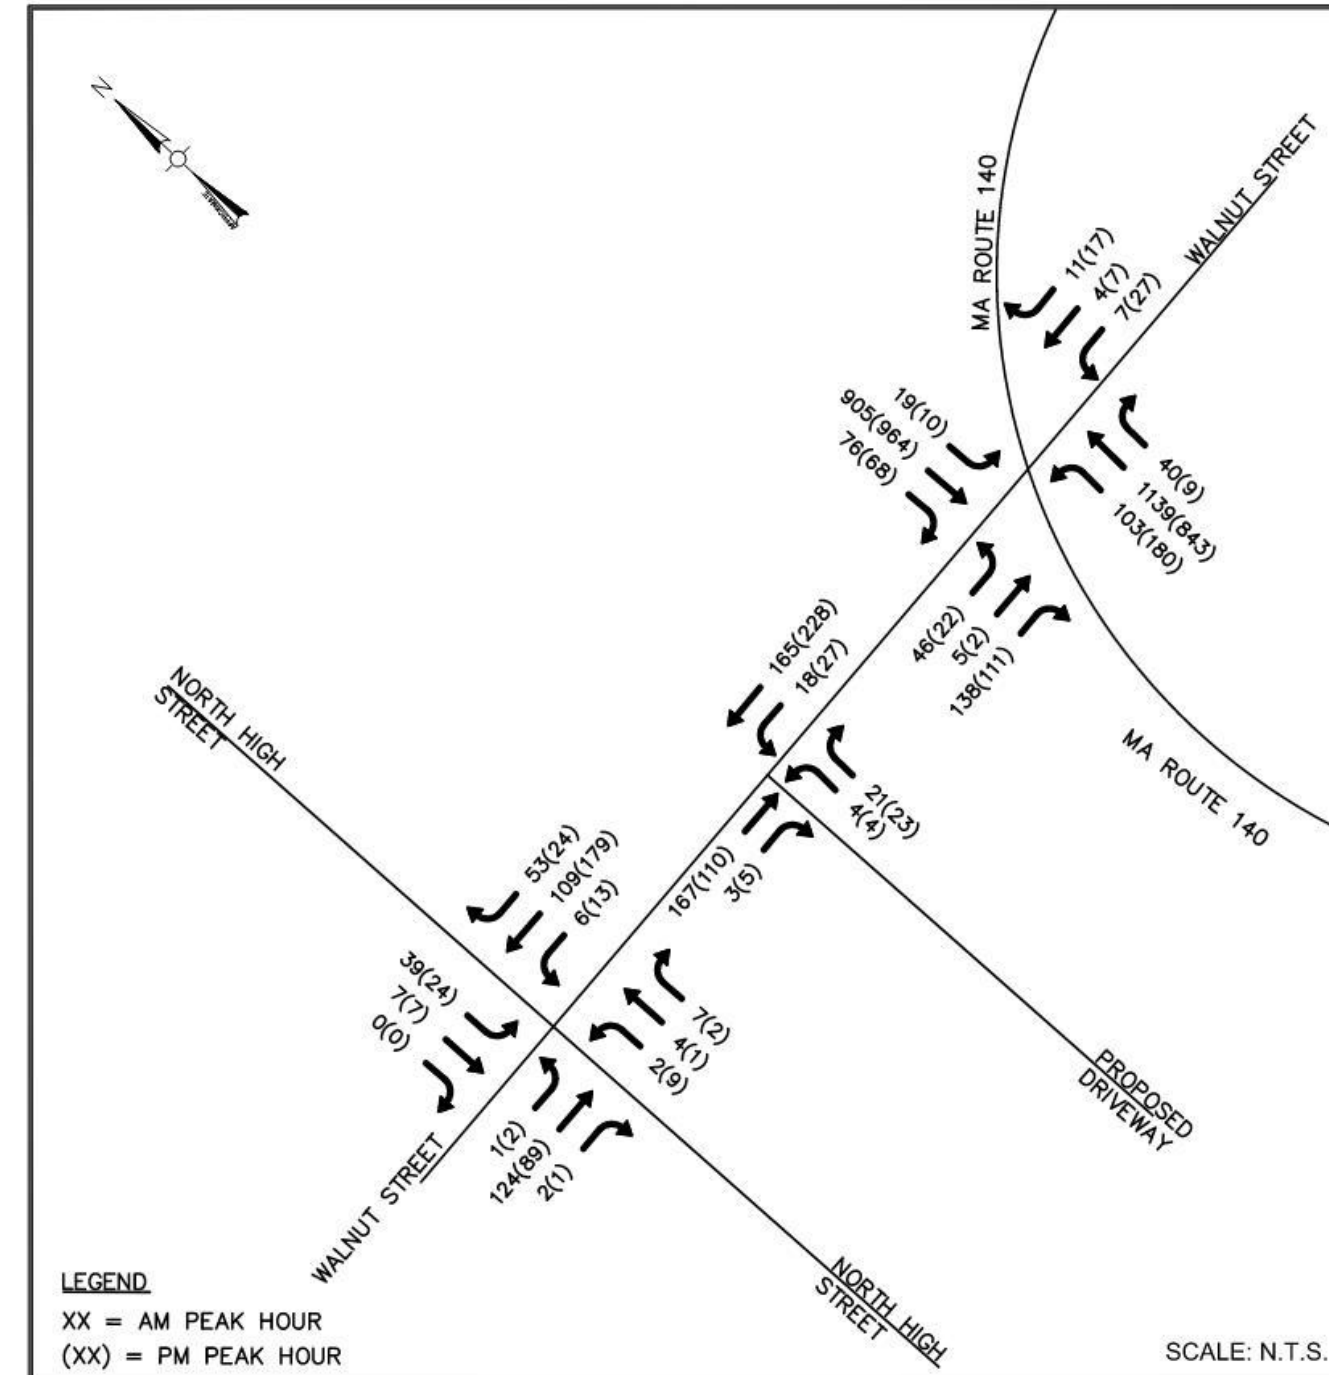 N
MA ROUTE 140
WALNUT STREET
11(17)
4(7)
7(27)
19(10)
905(964)
76(68)
40(9)
1139(843)
103(180)
46(22)
5(2)
138(111)
165(228)
18(27)
NORTH HIGH
STREET
MA ROUTE 140
21(23)
4(4)
167(110)
3(5)
53(24)
109(179)
6(13)
39(24)
7(7)
0(0)
7(2)
4(1)
2(9)
PROPOSED
DRIVEWAY
1(2)
124(89)
2(1)
WALNUT STREET
NORTH HIGH
STREET
LEGEND
XX = AM PEAK HOUR
(XX) = PM PEAK HOUR
SCALE: N.T.S.